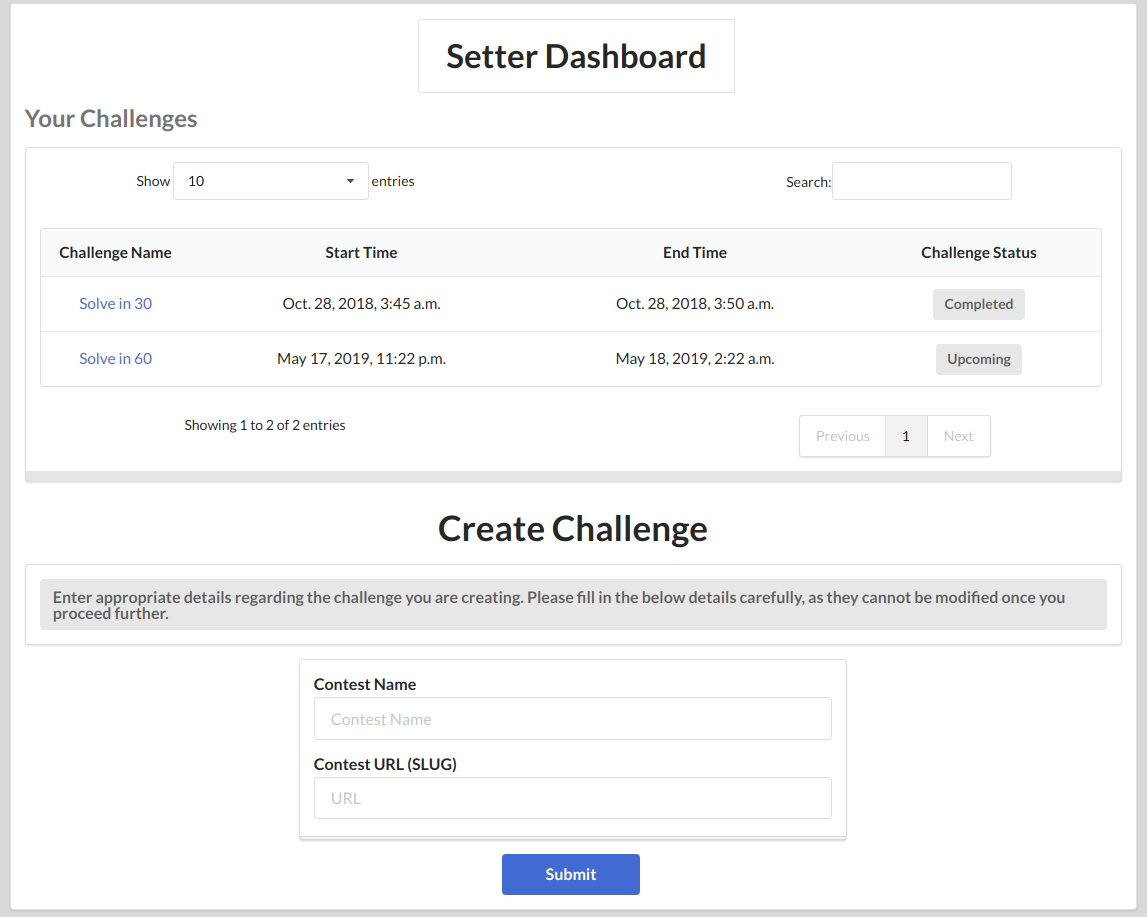 Setter Dashboard
Your Challenges
Show 10 entries Search:
Challenge Name Start Time End Time Challenge Status
Solve in 30 Oct. 28, 2018, 3:45 a.m. Oct. 28, 2018, 3:50 a.m. Completed
Solve in 60 May 17, 2019, 11:22 p.m. May 18, 2019, 2:22 a.m. Upcoming
Showing 1 to 2 of 2 entries Previous 1 Next
Create Challenge
Enter appropriate details regarding the challenge you are creating. Please fill in the below details carefully, as they cannot be modified once you
proceed further.
Contest Name
Contest Name
Contest URL (SLUG)
URL
Submit